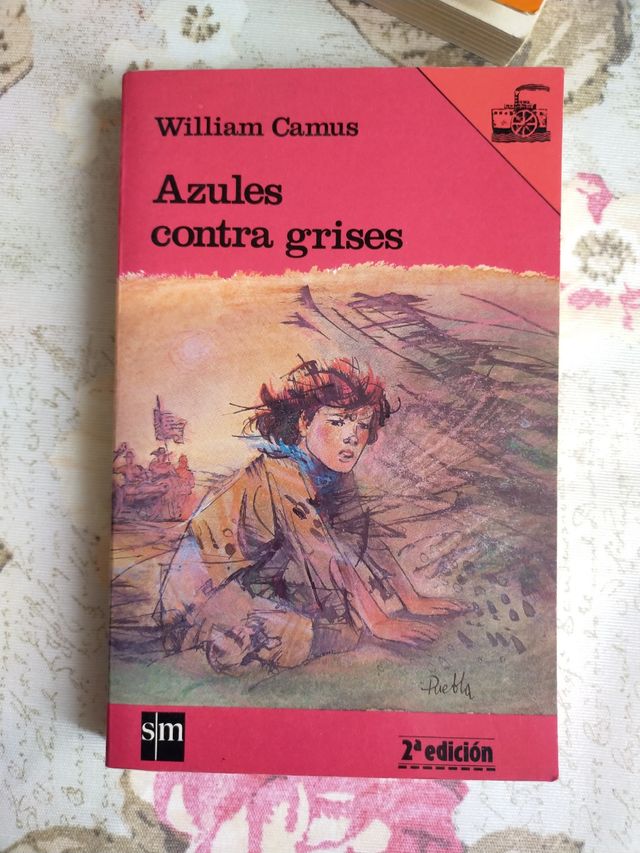 William Camus
Azules
contra grises
Puebla
sm
2ª edición